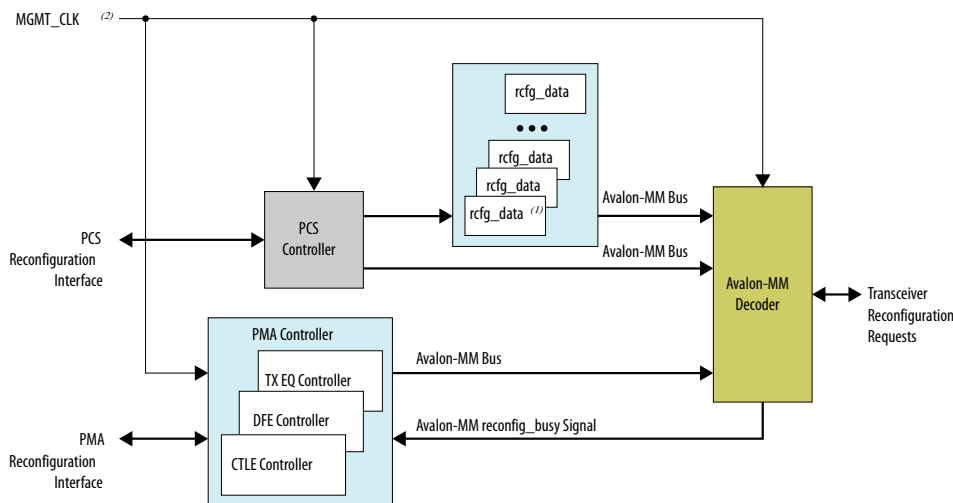 MGMT_CLK (2)
rcfg_data
rcfg_data
rcfg_data
rcfg_data (1)
Avalon-MM Bus
PCS
Controller
PCS
Reconfiguration
Interface
Avalon-MM Bus
Avalon-MM
Decoder
Transceiver
Reconfiguration
Requests
PMA Controller
TX EQ Controller
DFE Controller
CTLE Controller
Avalon-MM Bus
Avalon-MM reconfig_busy Signal
PMA
Reconfiguration
Interface